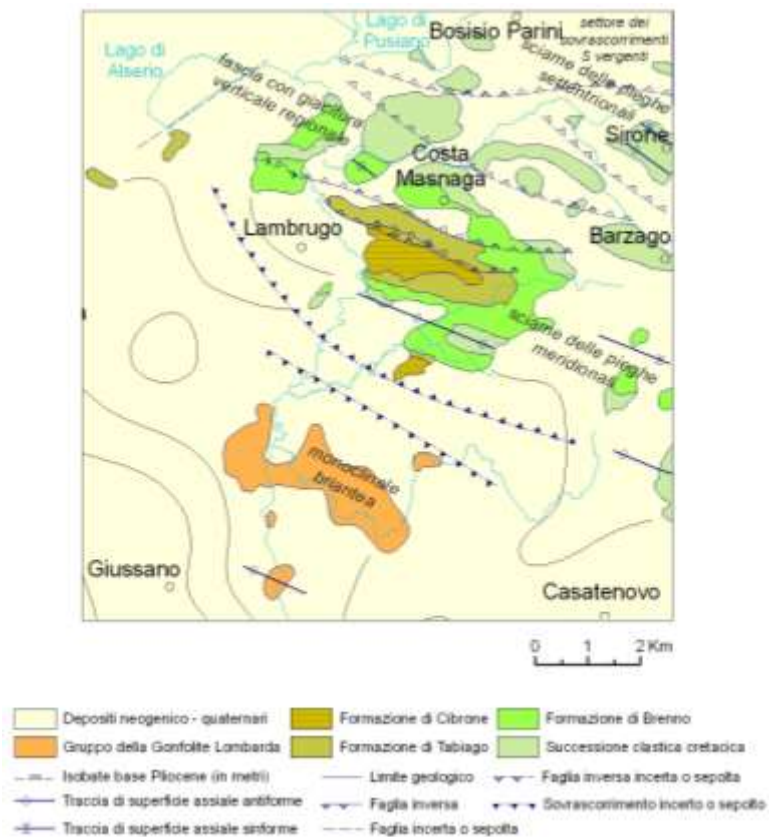 Lago di
Pusiano
Bosisio Parini
settore dei
sovrascorrimenti
S vergenti
Lago di
Alserio
fascia con giacitura
verticale regionale
sciame delle pieghe
settentrionali
Sirone
Costa
Masnaga
Lambrugo
Barzago
sciame delle pieghe
meridionali
monoclinale
briantea
Giussano
Casatenovo
0 1 2 Km
Depositi neogenico - quaternari
Formazione di Cibrone
Formazione di Brenno
Gruppo della Gonfolite Lombarda
Formazione di Tabiago
Successione clastica cretacica
Isobate base Pliocene (in metri)
Limite geologico
Faglia inversa incerta o sepolta
Traccia di superficie assiale antiforme
Faglia inversa
Sovrascorrimento incerto o sepolto
Traccia di superficie assiale sinforme
Faglia incerta o sepolta